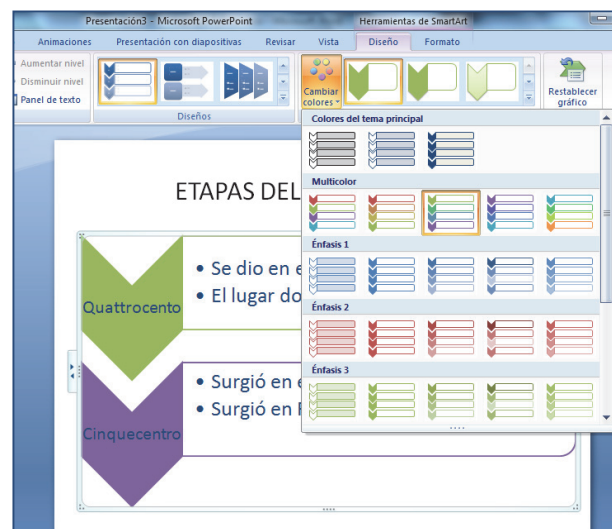 Presentación3 - Microsoft PowerPoint
Herramientas de SmartArt
Animaciones Presentación con diapositivas Revisar Vista Diseño Formato
Aumentar nivel
Disminuir nivel
Panel de texto
Diseños
Cambiar
colores
Restablecer
gráfico
Colores del tema principal
Multicolor
Énfasis 1
Énfasis 2
Énfasis 3
ETAPAS DEL
Quattrocento
• Se dio en e
• El lugar do
Cinquecentro
• Surgió en e
• Surgió en